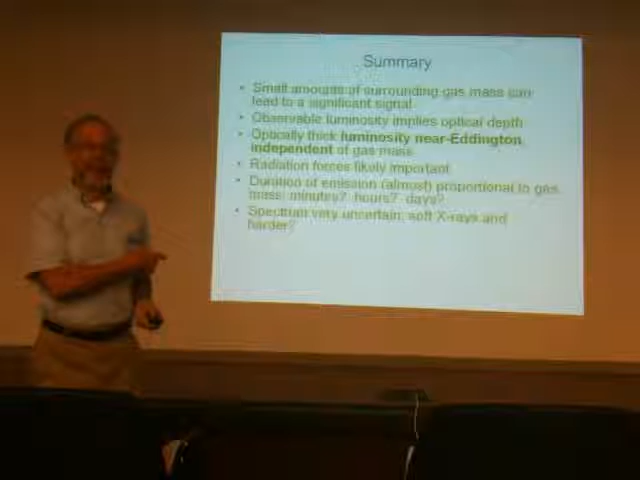 Summary
• Small amounts of surrounding gas mass can
lead to a significant signal
• Observable luminosity implies optical depth
• Optically thick luminosity near-Eddington
independent of gas mass
• Radiation forces likely important
• Duration of emission (almost) proportional to gas
mass: minutes? hours? days?
• Spectrum very uncertain: soft X-rays and
harder?